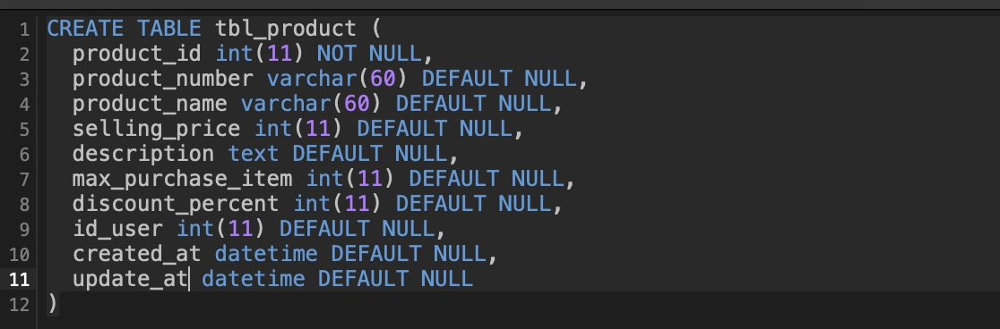 1 CREATE TABLE tbl_product (
2 product_id int(11) NOT NULL,
3 product_number varchar(60) DEFAULT NULL,
4 product_name varchar(60) DEFAULT NULL,
5 selling_price int(11) DEFAULT NULL,
6 description text DEFAULT NULL,
7 max_purchase_item int(11) DEFAULT NULL,
8 discount_percent int(11) DEFAULT NULL,
9 id_user int(11) DEFAULT NULL,
10 created_at datetime DEFAULT NULL,
11 update_at datetime DEFAULT NULL
12 )